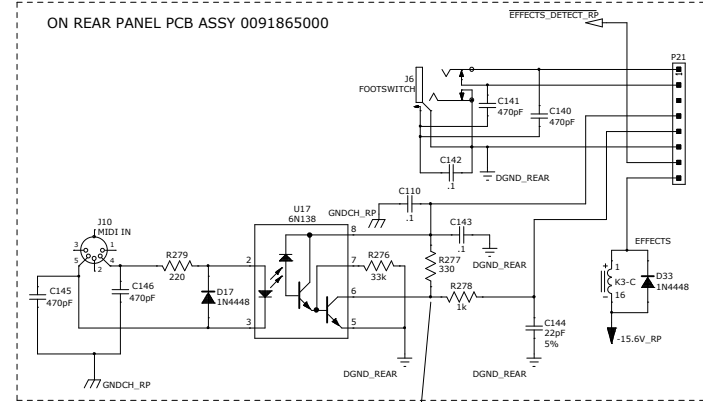 ON REAR PANEL PCB ASSY 0091865000
EFFECTS_DETECT_RP
P21
1
J6
FOOTSWITCH
C141
470pF
C140
470pF
C142
.1
DGND_REAR
C110
.1
GNDCH_RP
U17
6N138
8
C143
.1
DGND_REAR
J10
MIDI IN
3
1
5
4
2
R279
220
2
7
R276
33k
R277
330
EFFECTS
C145
470pF
C146
470pF
D17
1N4448
6
R278
1k
+
1
K3-C
16
D33
1N4448
3
5
C144
22pF
5%
-15.6V_RP
GNDCH_RP
DGND_REAR
DGND_REAR